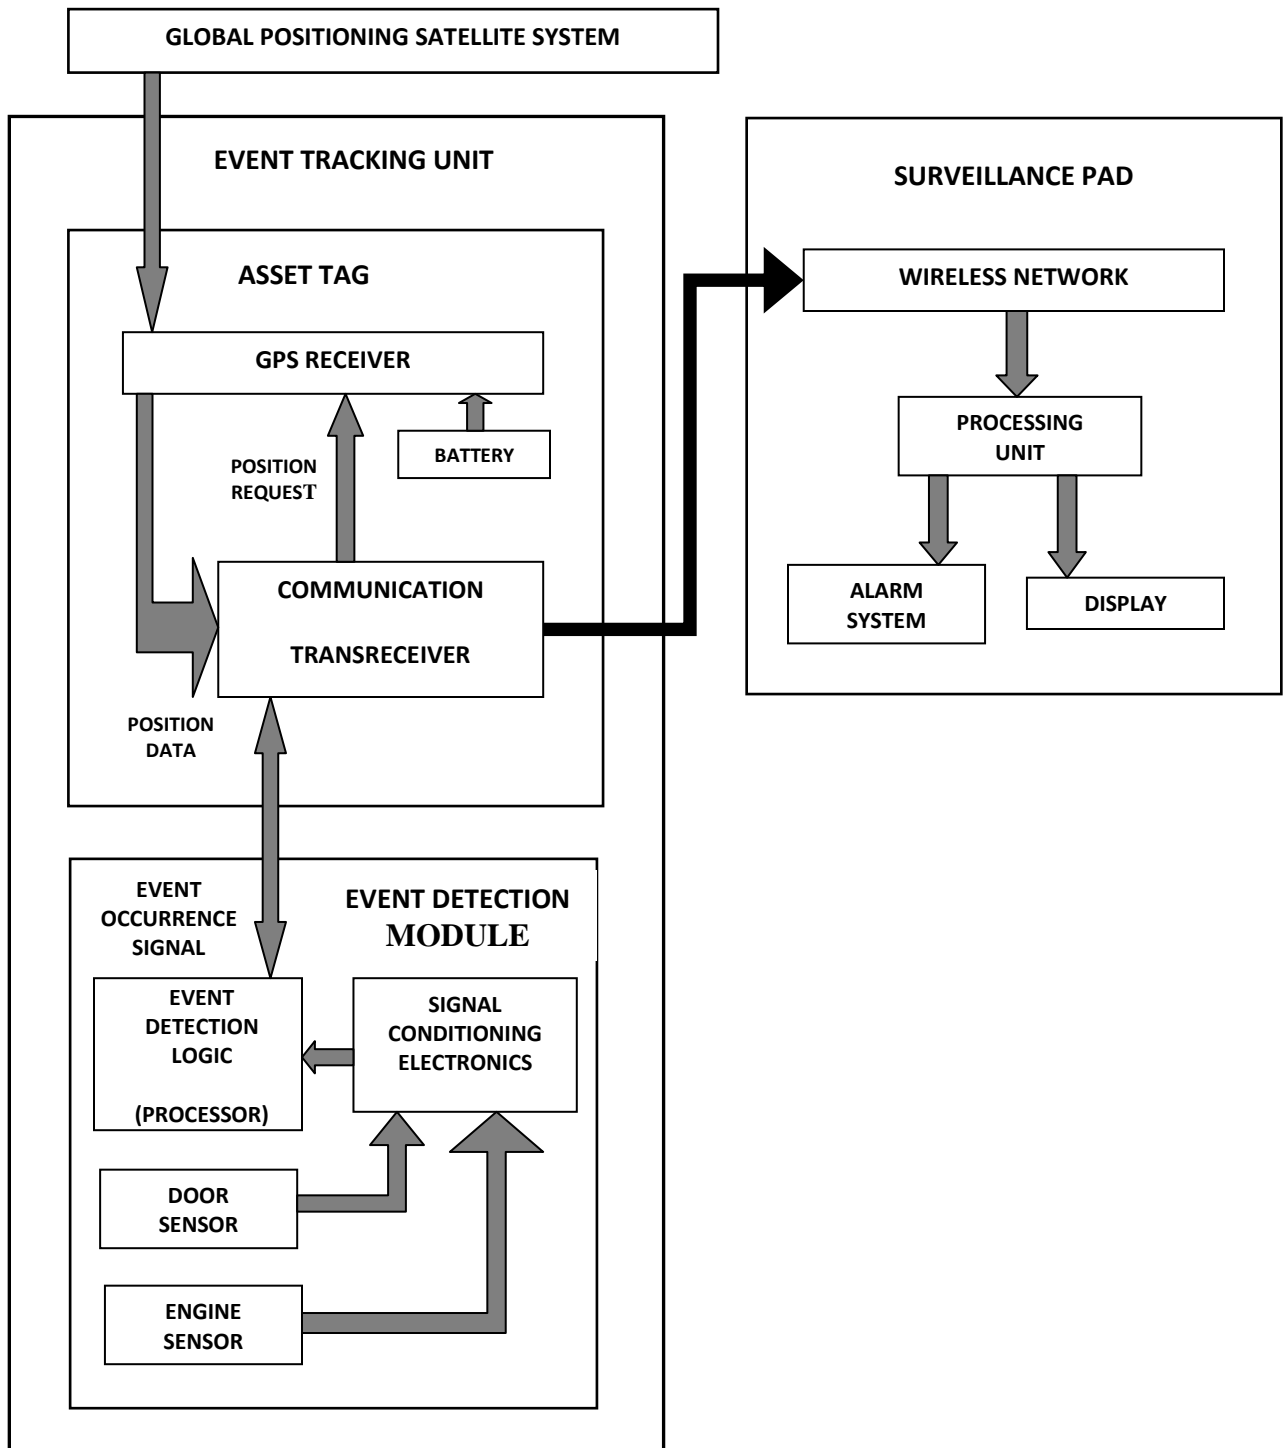 GLOBAL POSITIONING SATELLITE SYSTEM
EVENT TRACKING UNIT
ASSET TAG
GPS RECEIVER
BATTERY
POSITION
REQUEST
COMMUNICATION
TRANSRECEIVER
POSITION
DATA
EVENT
OCCURRENCE
SIGNAL
EVENT DETECTION
MODULE
EVENT
DETECTION
LOGIC
(PROCESSOR)
SIGNAL
CONDITIONING
ELECTRONICS
DOOR
SENSOR
ENGINE
SENSOR
SURVEILLANCE PAD
WIRELESS NETWORK
PROCESSING
UNIT
ALARM
SYSTEM
DISPLAY